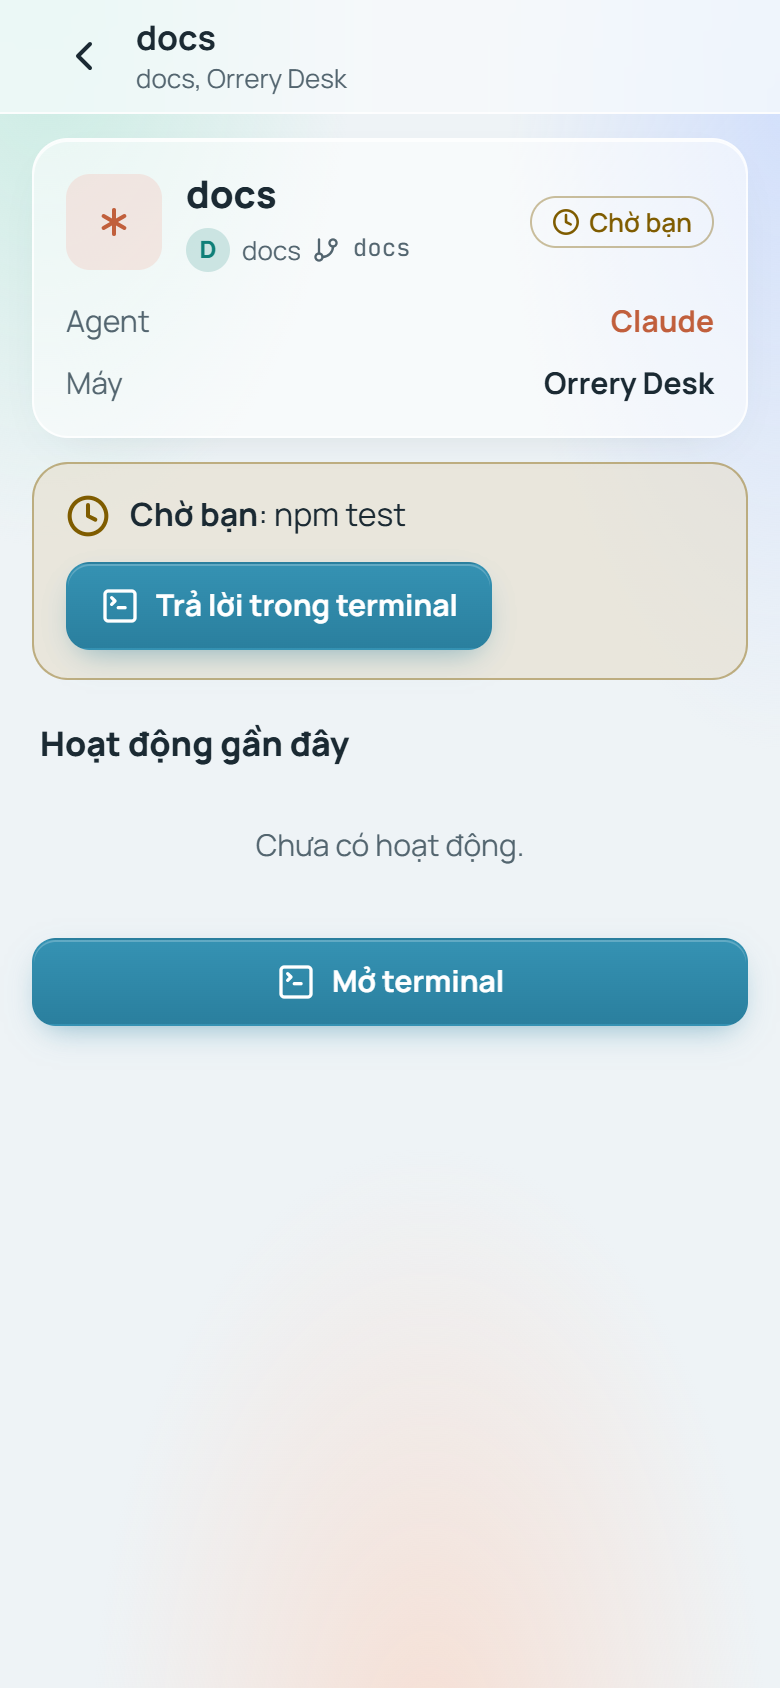 docs
docs, Orrery Desk
docs
Chờ bạn
D docs docs
Agent Claude
Máy Orrery Desk
Chờ bạn: npm test
Trả lời trong terminal
Hoạt động gần đây
Chưa có hoạt động.
Mở terminal